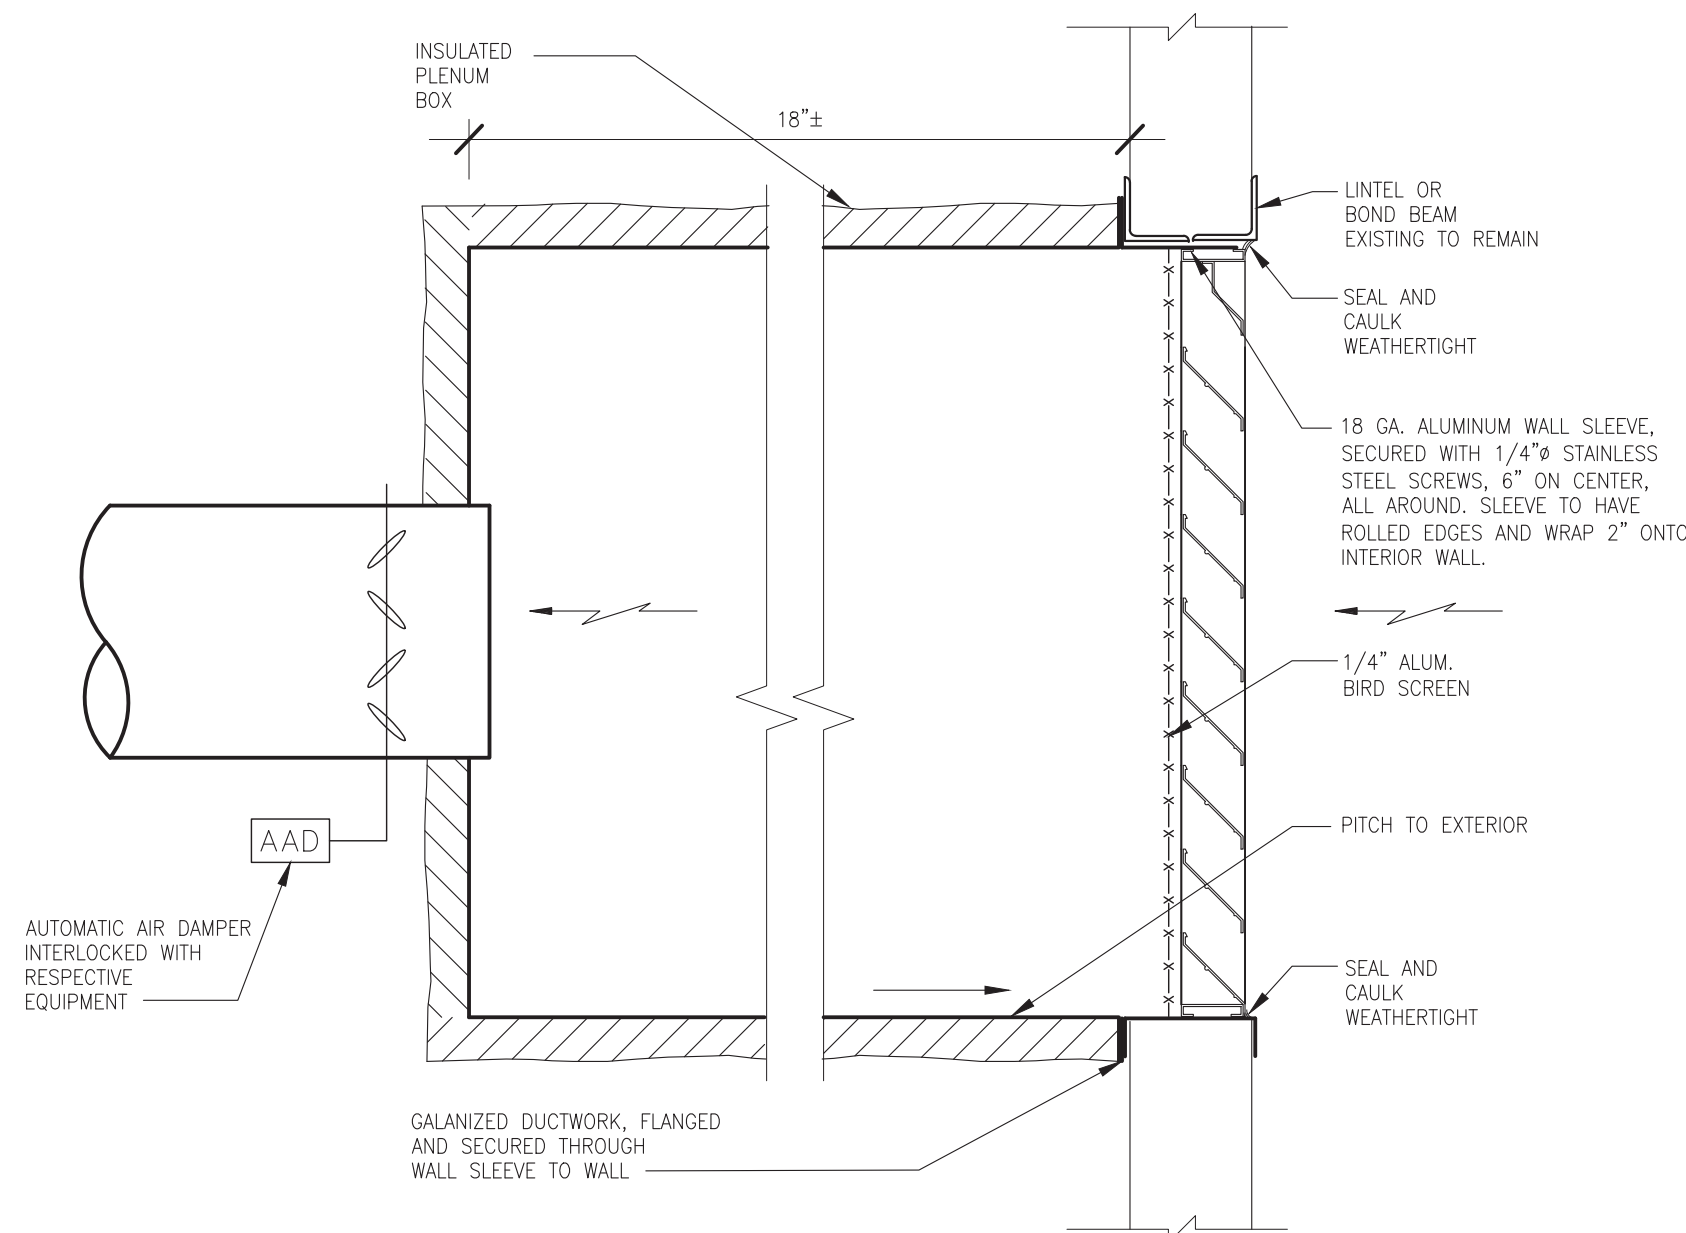 INSULATED
PLENUM
BOX
18"±
LINTEL OR
BOND BEAM
EXISTING TO REMAIN
SEAL AND
CAULK
WEATHERTIGHT
18 GA. ALUMINUM WALL SLEEVE,
SECURED WITH 1/4"ø STAINLESS
STEEL SCREWS, 6" ON CENTER,
ALL AROUND. SLEEVE TO HAVE
ROLLED EDGES AND WRAP 2" ONTO
INTERIOR WALL.
1/4" ALUM.
BIRD SCREEN
PITCH TO EXTERIOR
AAD
AUTOMATIC AIR DAMPER
INTERLOCKED WITH
RESPECTIVE
EQUIPMENT
SEAL AND
CAULK
WEATHERTIGHT
GALANIZED DUCTWORK, FLANGED
AND SECURED THROUGH
WALL SLEEVE TO WALL